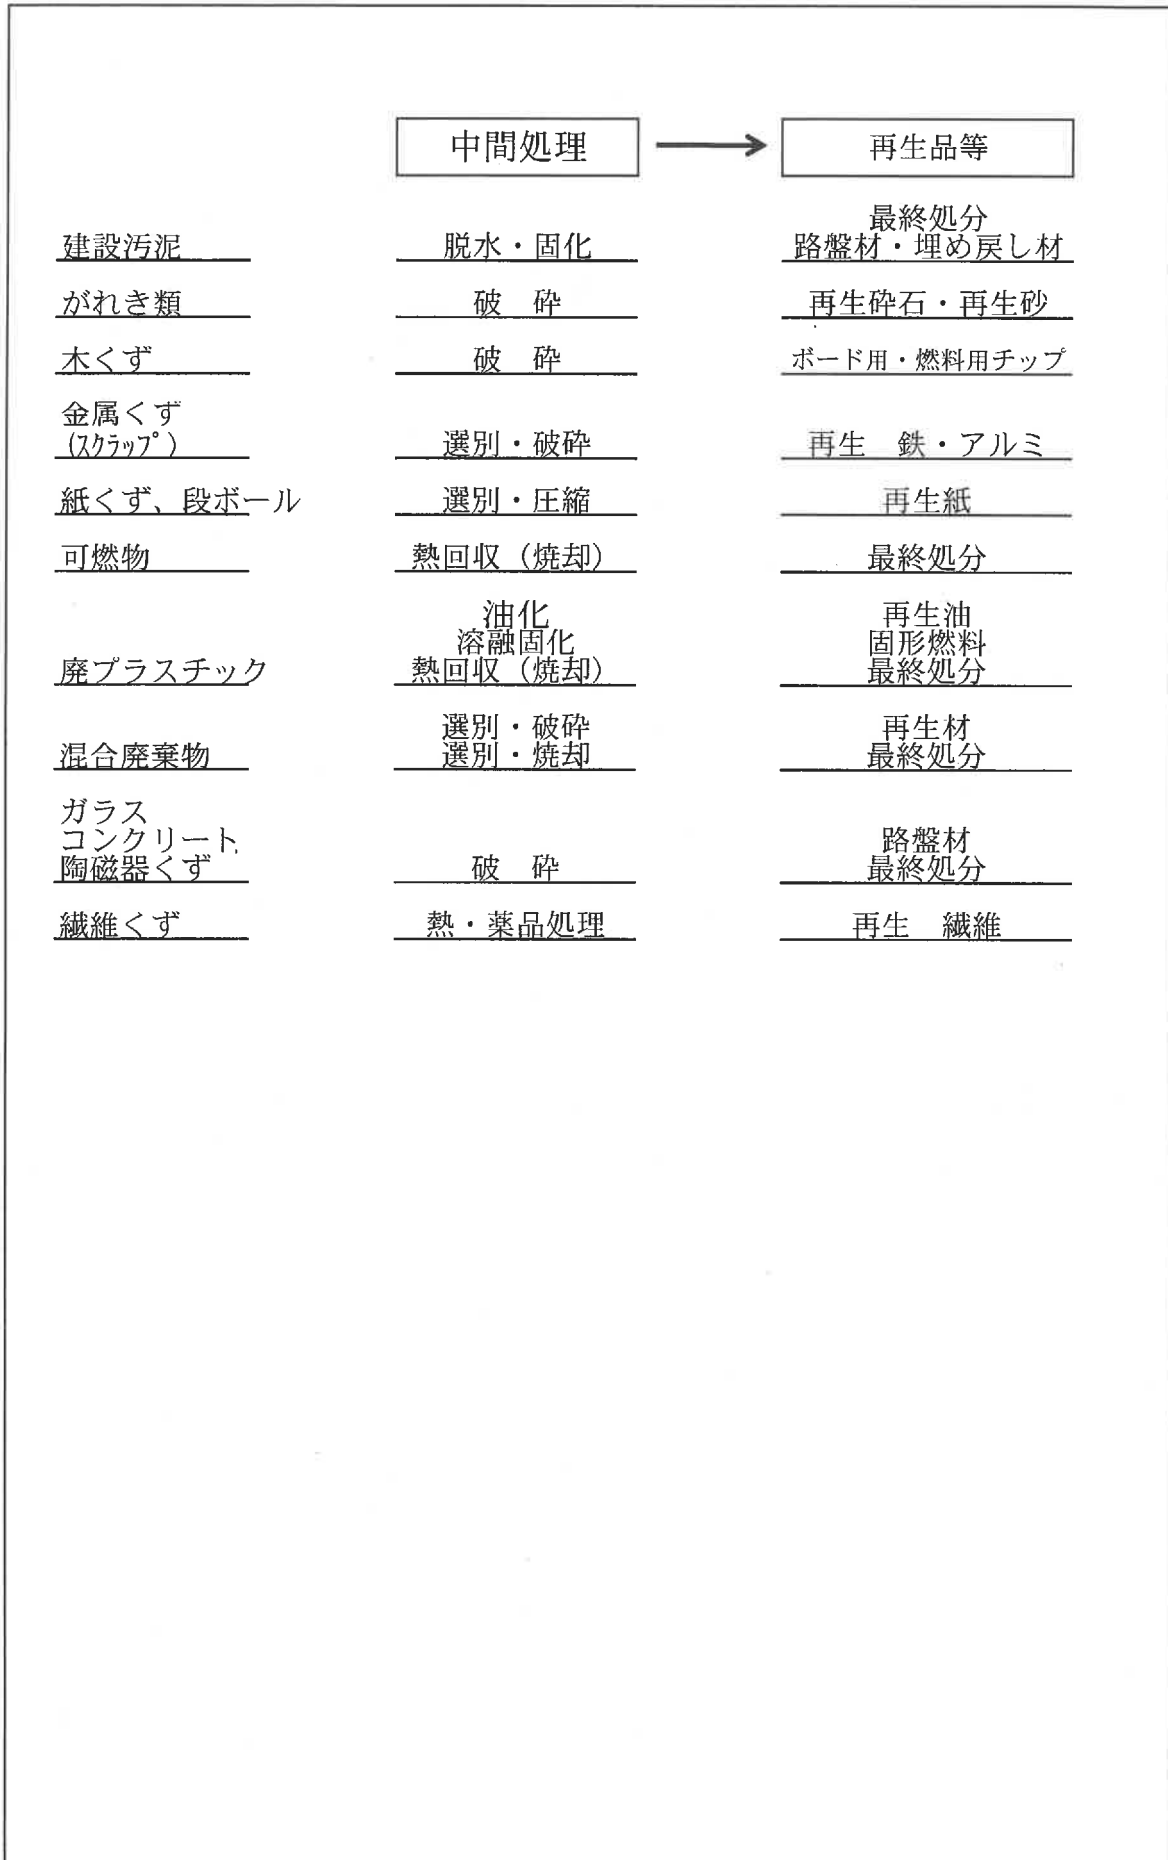 中間処理 → 再生品等
最終処分
建設汚泥 脱水・固化 路盤材・埋め戻し材
がれき類 破　砕 再生砕石・再生砂
木くず 破　砕 ボード用・燃料用チップ
金属くず
(ｽｸﾗｯﾌﾟ) 選別・破砕 再生　鉄・アルミ
紙くず、段ボール 選別・圧縮 再生紙
可燃物 熱回収（焼却） 最終処分
油化 再生油
溶融固化 固形燃料
廃プラスチック 熱回収（焼却） 最終処分
選別・破砕 再生材
混合廃棄物 選別・焼却 最終処分
ガラス
コンクリート 路盤材
陶磁器くず 破　砕 最終処分
繊維くず 熱・薬品処理 再生　繊維